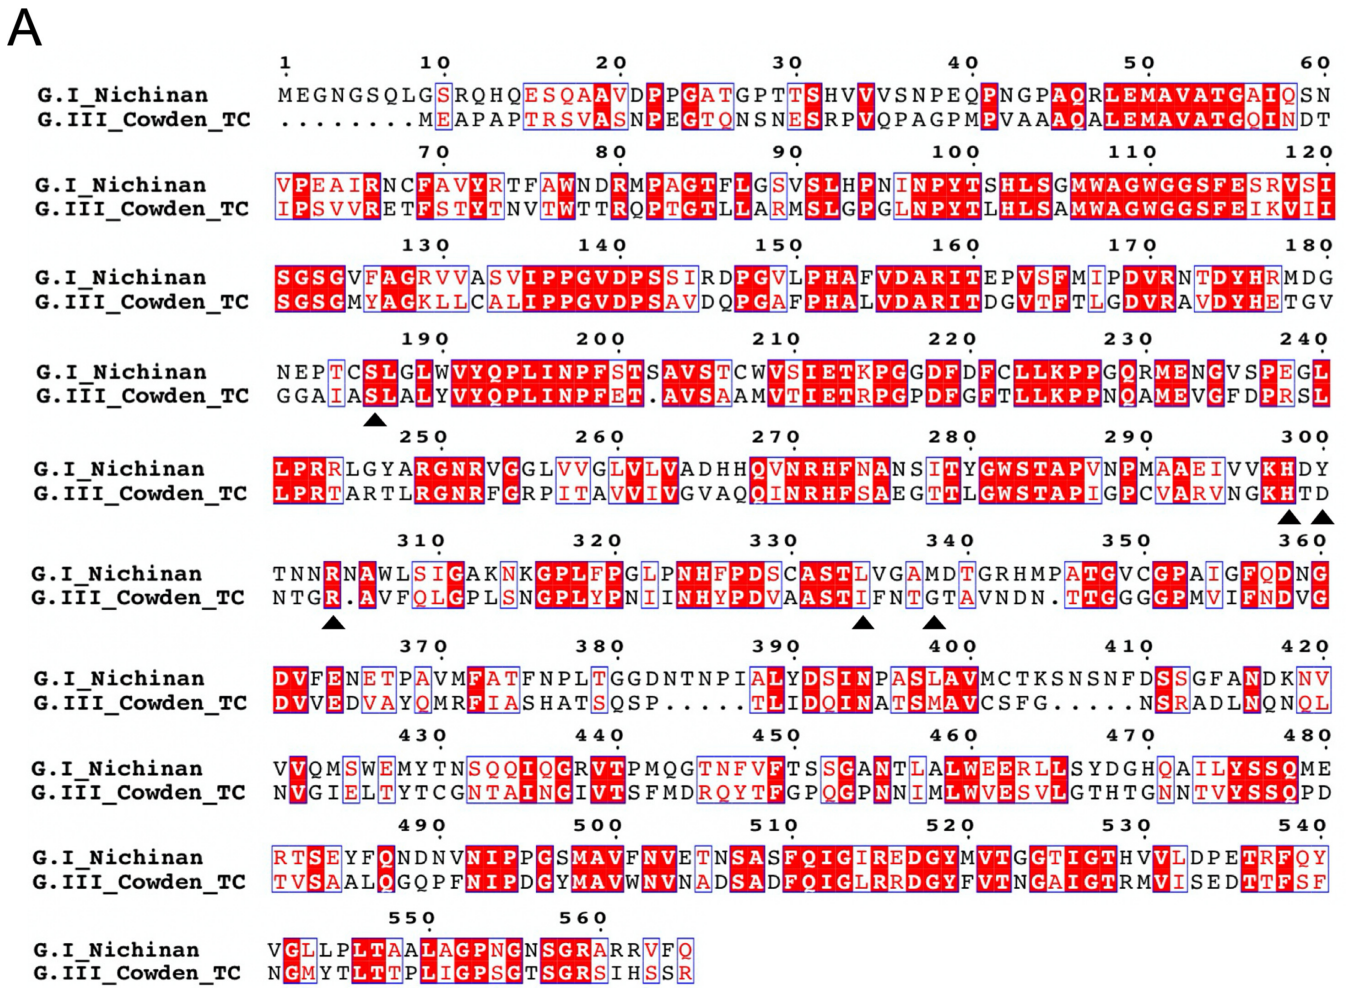 A
1 10 20 30 40 50 60
G.I_Nichinan MEGNGSQLGSRQHQESQAAVDPPGATGPTTSHVVVSNPEQPNGPAQRLEMAVATGAIQSN
G.III_Cowden_TC ........MEAPAPTRSVASNPEGTQNSNESRPVQPAGPMPVAAAQALEMAVATGQINDT
70 80 90 100 110 120
G.I_Nichinan VPEAIRNCFAVYRTFAWNDRMPAGTFLGSVSLHPNINPYTSHLSGMWAGWGGSFESRVSI
G.III_Cowden_TC IPSVVRETFSTYTNVTWTTRQPTGTLLARMSLGPGLNPYTLHLSAMWAGWGGSFEIKVII
130 140 150 160 170 180
G.I_Nichinan SGSGVFAGRVVASVIPPGVDPSSIRDPGVLPHAFVDARITEPVSFMIPDVRNTDYHRMDG
G.III_Cowden_TC SGSGMYAGKLLCALIPPGVDPSAVDQPGAFPHALVDARITDGVTFTLGDVRAVDYHETGV
190 200 210 220 230 240
G.I_Nichinan NEPTCSLGLWVYQPLINPFSTSAVSTCWVSIETKPGGDFDFCLLKPPGQRMENGVSPEGL
G.III_Cowden_TC GGAIASLALYVYQPLINPFET.AVSAAMVTIETRPGPDFGFTLLKPPNQAMEVGFDPRSL
250 260 270 280 290 300
G.I_Nichinan LPRRLGYARGNRVGGLVVGLVLVADHHQVNRHFNANSITYGWSTAPVNPMAAEIVVKHDY
G.III_Cowden_TC LPRTARTLRGNRFGRPITAVVIVGVAQQINRHFSAEGTTLGWSTAPIGPCVARVNGKHTD
310 320 330 340 350 360
G.I_Nichinan TNNRNAWLSIGAKNKGPLFPGLPNHFPDSCASTLVGAMDTGRHMPATGVCGPAIGFQDNG
G.III_Cowden_TC NTGR.AVFQLGPLSNGPLYPNIINHYPDVAASTIFNTGTAVNDN.TTGGGGPMVIFNDVG
370 380 390 400 410 420
G.I_Nichinan DVFENETPAVMFATFNPLTGGDNTNPIALYDSINPASLAVMCTKSNSNFDSSGFANDKNV
G.III_Cowden_TC DVVEDVAYQMRFIASHATSQSP.....TLIDQINATSMAVCSFG.....NSRADLNQNQL
430 440 450 460 470 480
G.I_Nichinan VVQMSWEMYTNSQQIQGRVTPMQGTNFVFTSSGANTLALWEERLLSYDGHQAILYSSQME
G.III_Cowden_TC NVGIELTYTCGNTAINGIVTSFMDRQYTFGPQGPNNIMLWVESVLGTHTGNNTVYSSQPD
490 500 510 520 530 540
G.I_Nichinan RTSEYFQNDNVNIPPGSMAVFNVETNSASFQIGIREDGYMVTGGTIGTHVVLDPETRFQY
G.III_Cowden_TC TVSAALQGQPFNIPDGYMAVWNVNADSADFQIGLRRDGYFVTNGAIGTRMVISEDTTFSF
550 560
G.I_Nichinan VGLLPLTAALAGPNGNSGRARRVFQ
G.III_Cowden_TC NGMYTLTTPLIGPSGTSGRSIHSSR